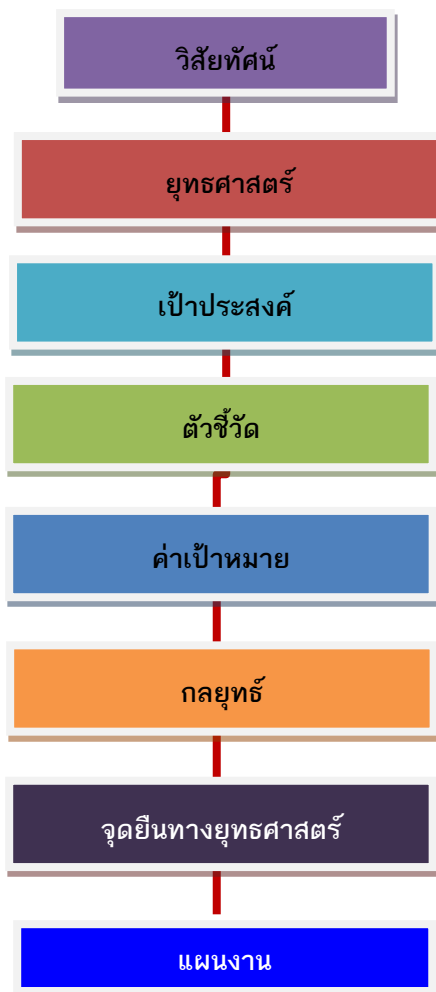 วิสัยทัศน์
ยุทธศาสตร์
เป้าประสงค์
ตัวชี้วัด
ค่าเป้าหมาย
กลยุทธ์
จุดยืนทางยุทธศาสตร์
แผนงาน